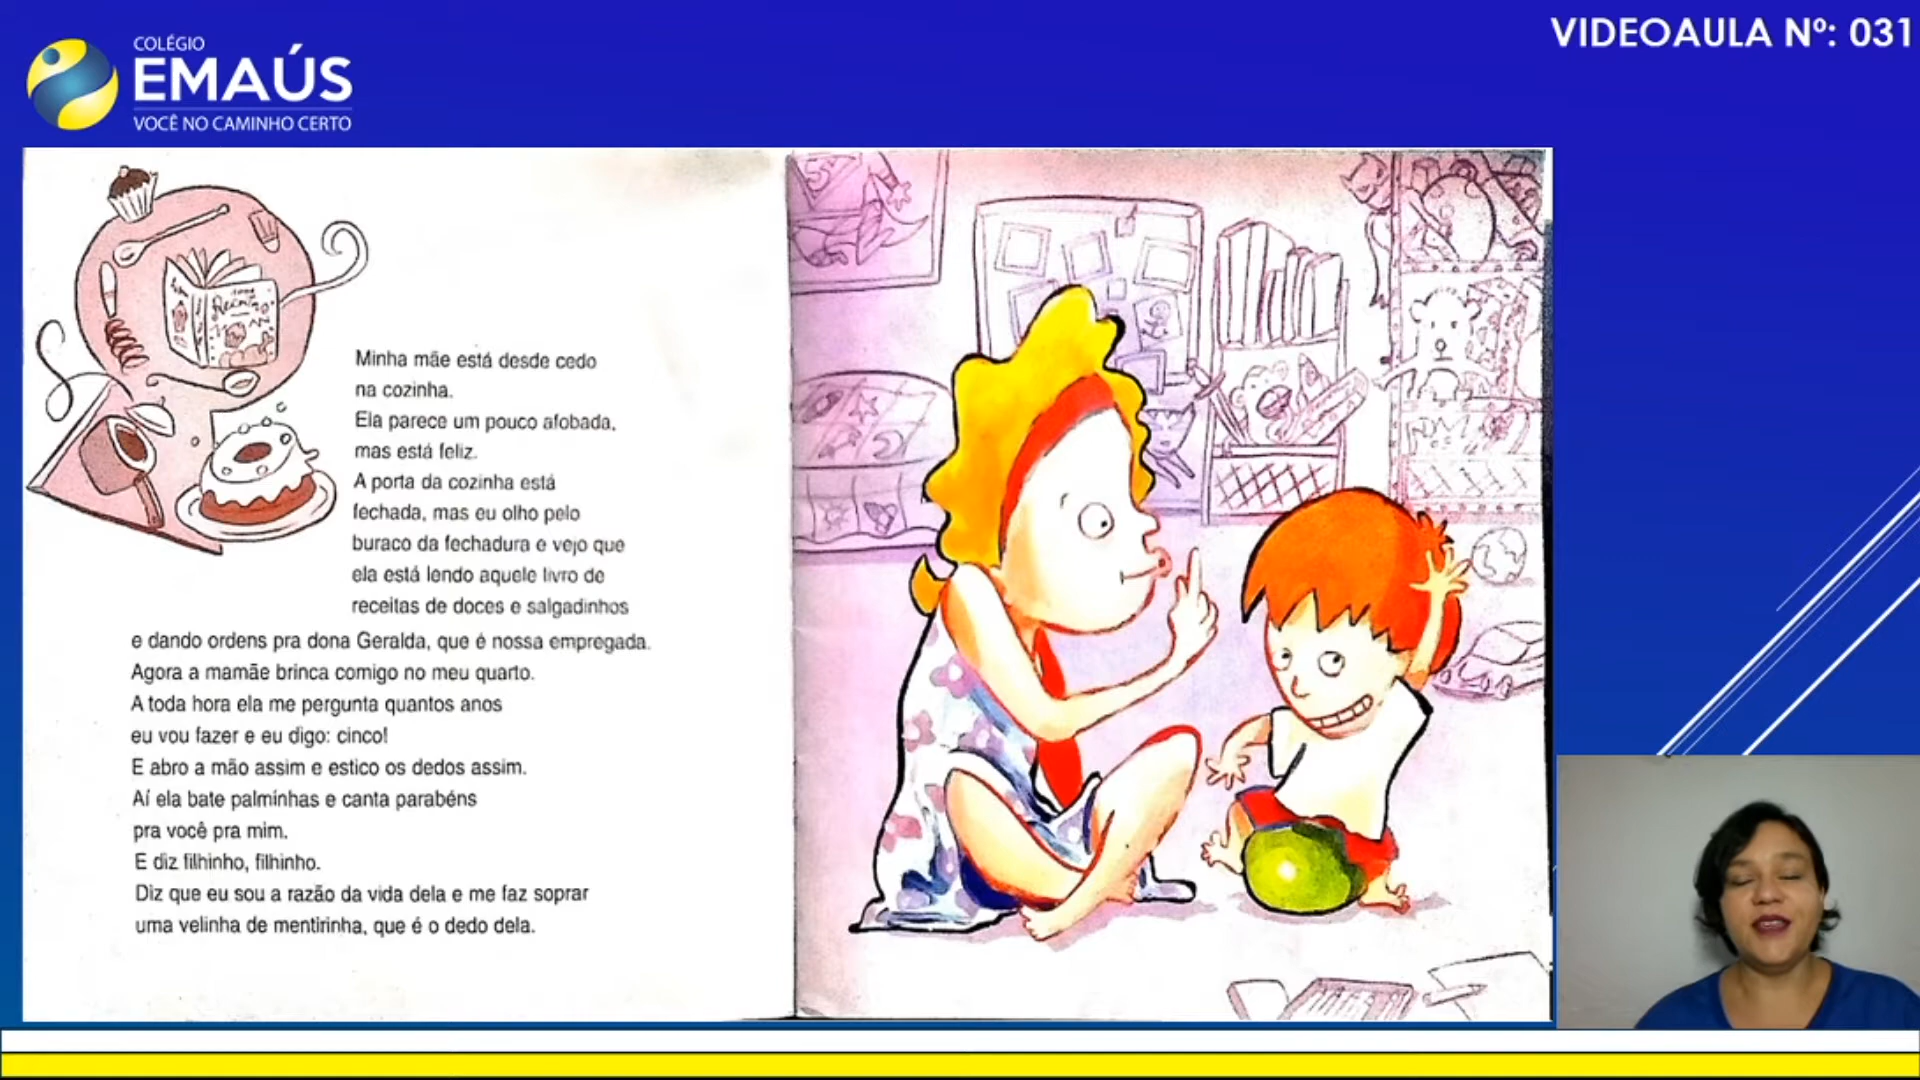 COLÉGIO
EMAÚS
VOCÊ NO CAMINHO CERTO
VIDEOAULA Nº: 031
Minha mãe está desde cedo
na cozinha.
Ela parece um pouco afobada,
mas está feliz.
A porta da cozinha está
fechada, mas eu olho pelo
buraco da fechadura e vejo que
ela está lendo aquele livro de
receitas de doces e salgadinhos
e dando ordens pra dona Geralda, que é nossa empregada.
Agora a mamãe brinca comigo no meu quarto.
A toda hora ela me pergunta quantos anos
eu vou fazer e eu digo: cinco!
E abro a mão assim e estico os dedos assim.
Aí ela bate palminhas e canta parabéns
pra você pra mim.
E diz filhinho, filhinho.
Diz que eu sou a razão da vida dela e me faz soprar
uma velinha de mentirinha, que é o dedo dela.